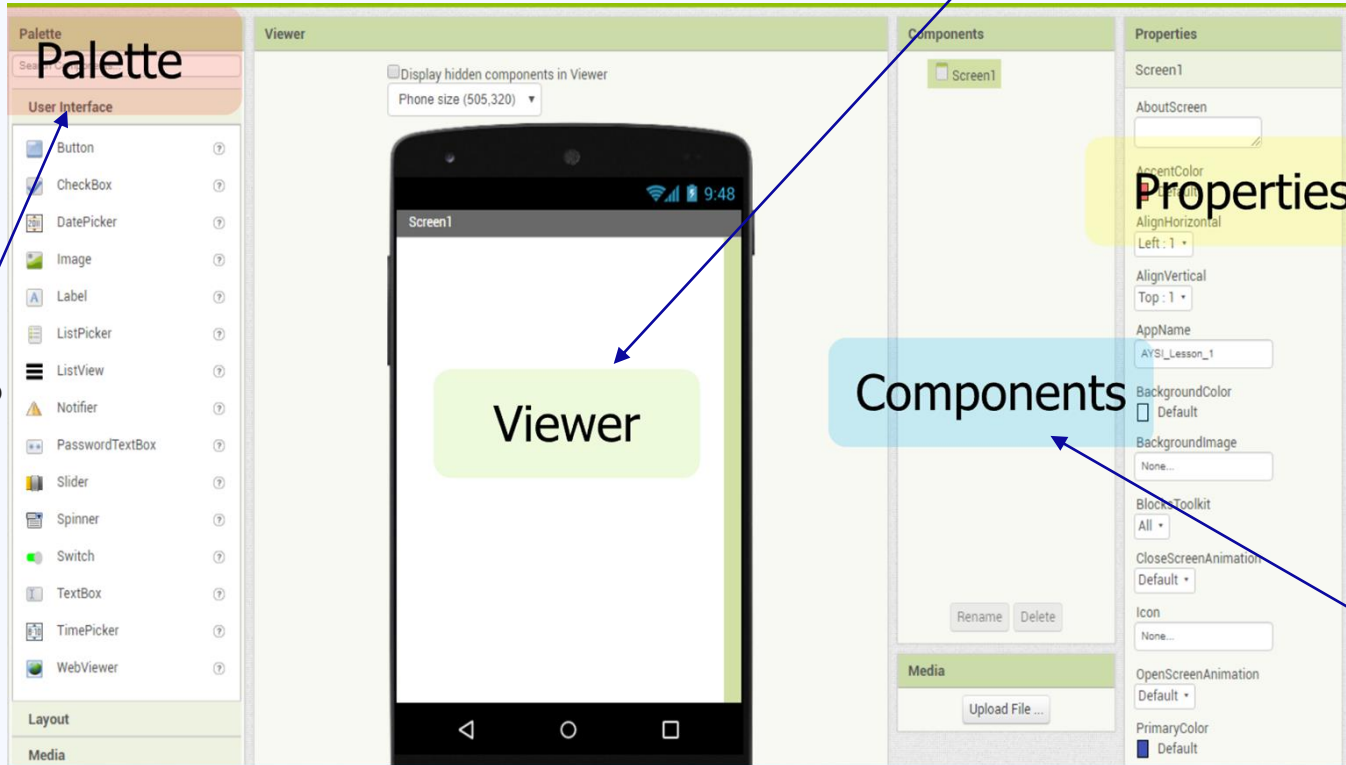 Palette
Palette
User Interface
Button
CheckBox
DatePicker
Image
Label
ListPicker
ListView
Notifier
PasswordTextBox
Slider
Spinner
Switch
TextBox
TimePicker
WebViewer
Layout
Media
Viewer
Display hidden components in Viewer
Phone size (505,320)
9:48
Screen1
Viewer
Components
Screen1
Components
Rename Delete
Media
Upload File ...
Properties
Screen1
AboutScreen
AccentColor
Default
Properties
AlignHorizontal
Left : 1
AlignVertical
Top : 1
AppName
AYSI_Lesson_1
BackgroundColor
Default
BackgroundImage
None...
BlocksToolkit
All
CloseScreenAnimation
Default
Icon
None...
OpenScreenAnimation
Default
PrimaryColor
Default